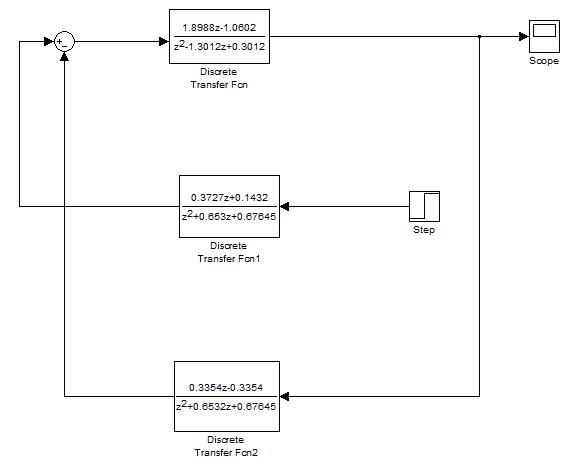 1.8988z-1.0602
z2-1.3012z+0.3012
Discrete
Transfer Fcn
Scope
+
−
0.3727z+0.1432
z2+0.653z+0.67645
Discrete
Transfer Fcn1
Step
0.3354z-0.3354
z2+0.6532z+0.67645
Discrete
Transfer Fcn2